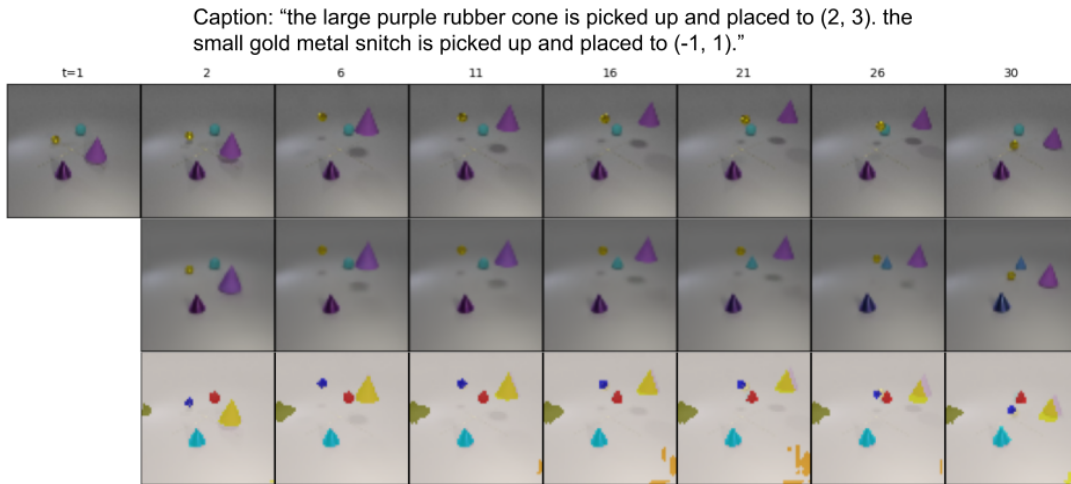 Caption: “the large purple rubber cone is picked up and placed to (2, 3). the
small gold metal snitch is picked up and placed to (-1, 1).”
t=1 2 6 11 16 21 26 30